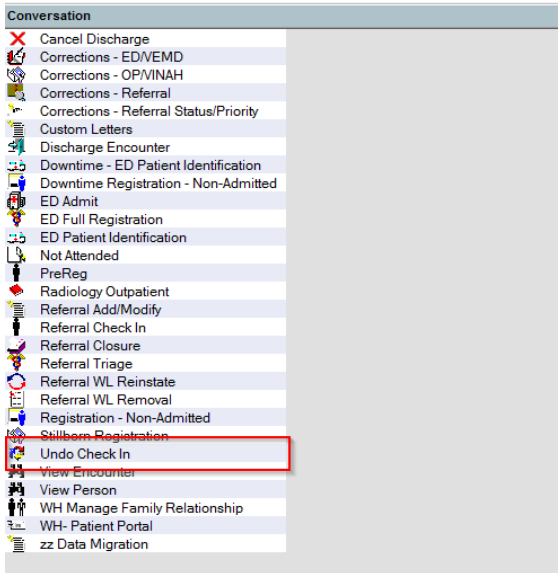 Conversation
Cancel Discharge
Corrections - ED/VEMD
Corrections - OP/VINAH
Corrections - Referral
Corrections - Referral Status/Priority
Custom Letters
Discharge Encounter
Downtime - ED Patient Identification
Downtime Registration - Non-Admitted
ED Admit
ED Full Registration
ED Patient Identification
Not Attended
PreReg
Radiology Outpatient
Referral Add/Modify
Referral Check In
Referral Closure
Referral Triage
Referral WL Reinstate
Referral WL Removal
Registration - Non-Admitted
Stillborn Registration
Undo Check In
View Encounter
View Person
WH Manage Family Relationship
WH- Patient Portal
zz Data Migration